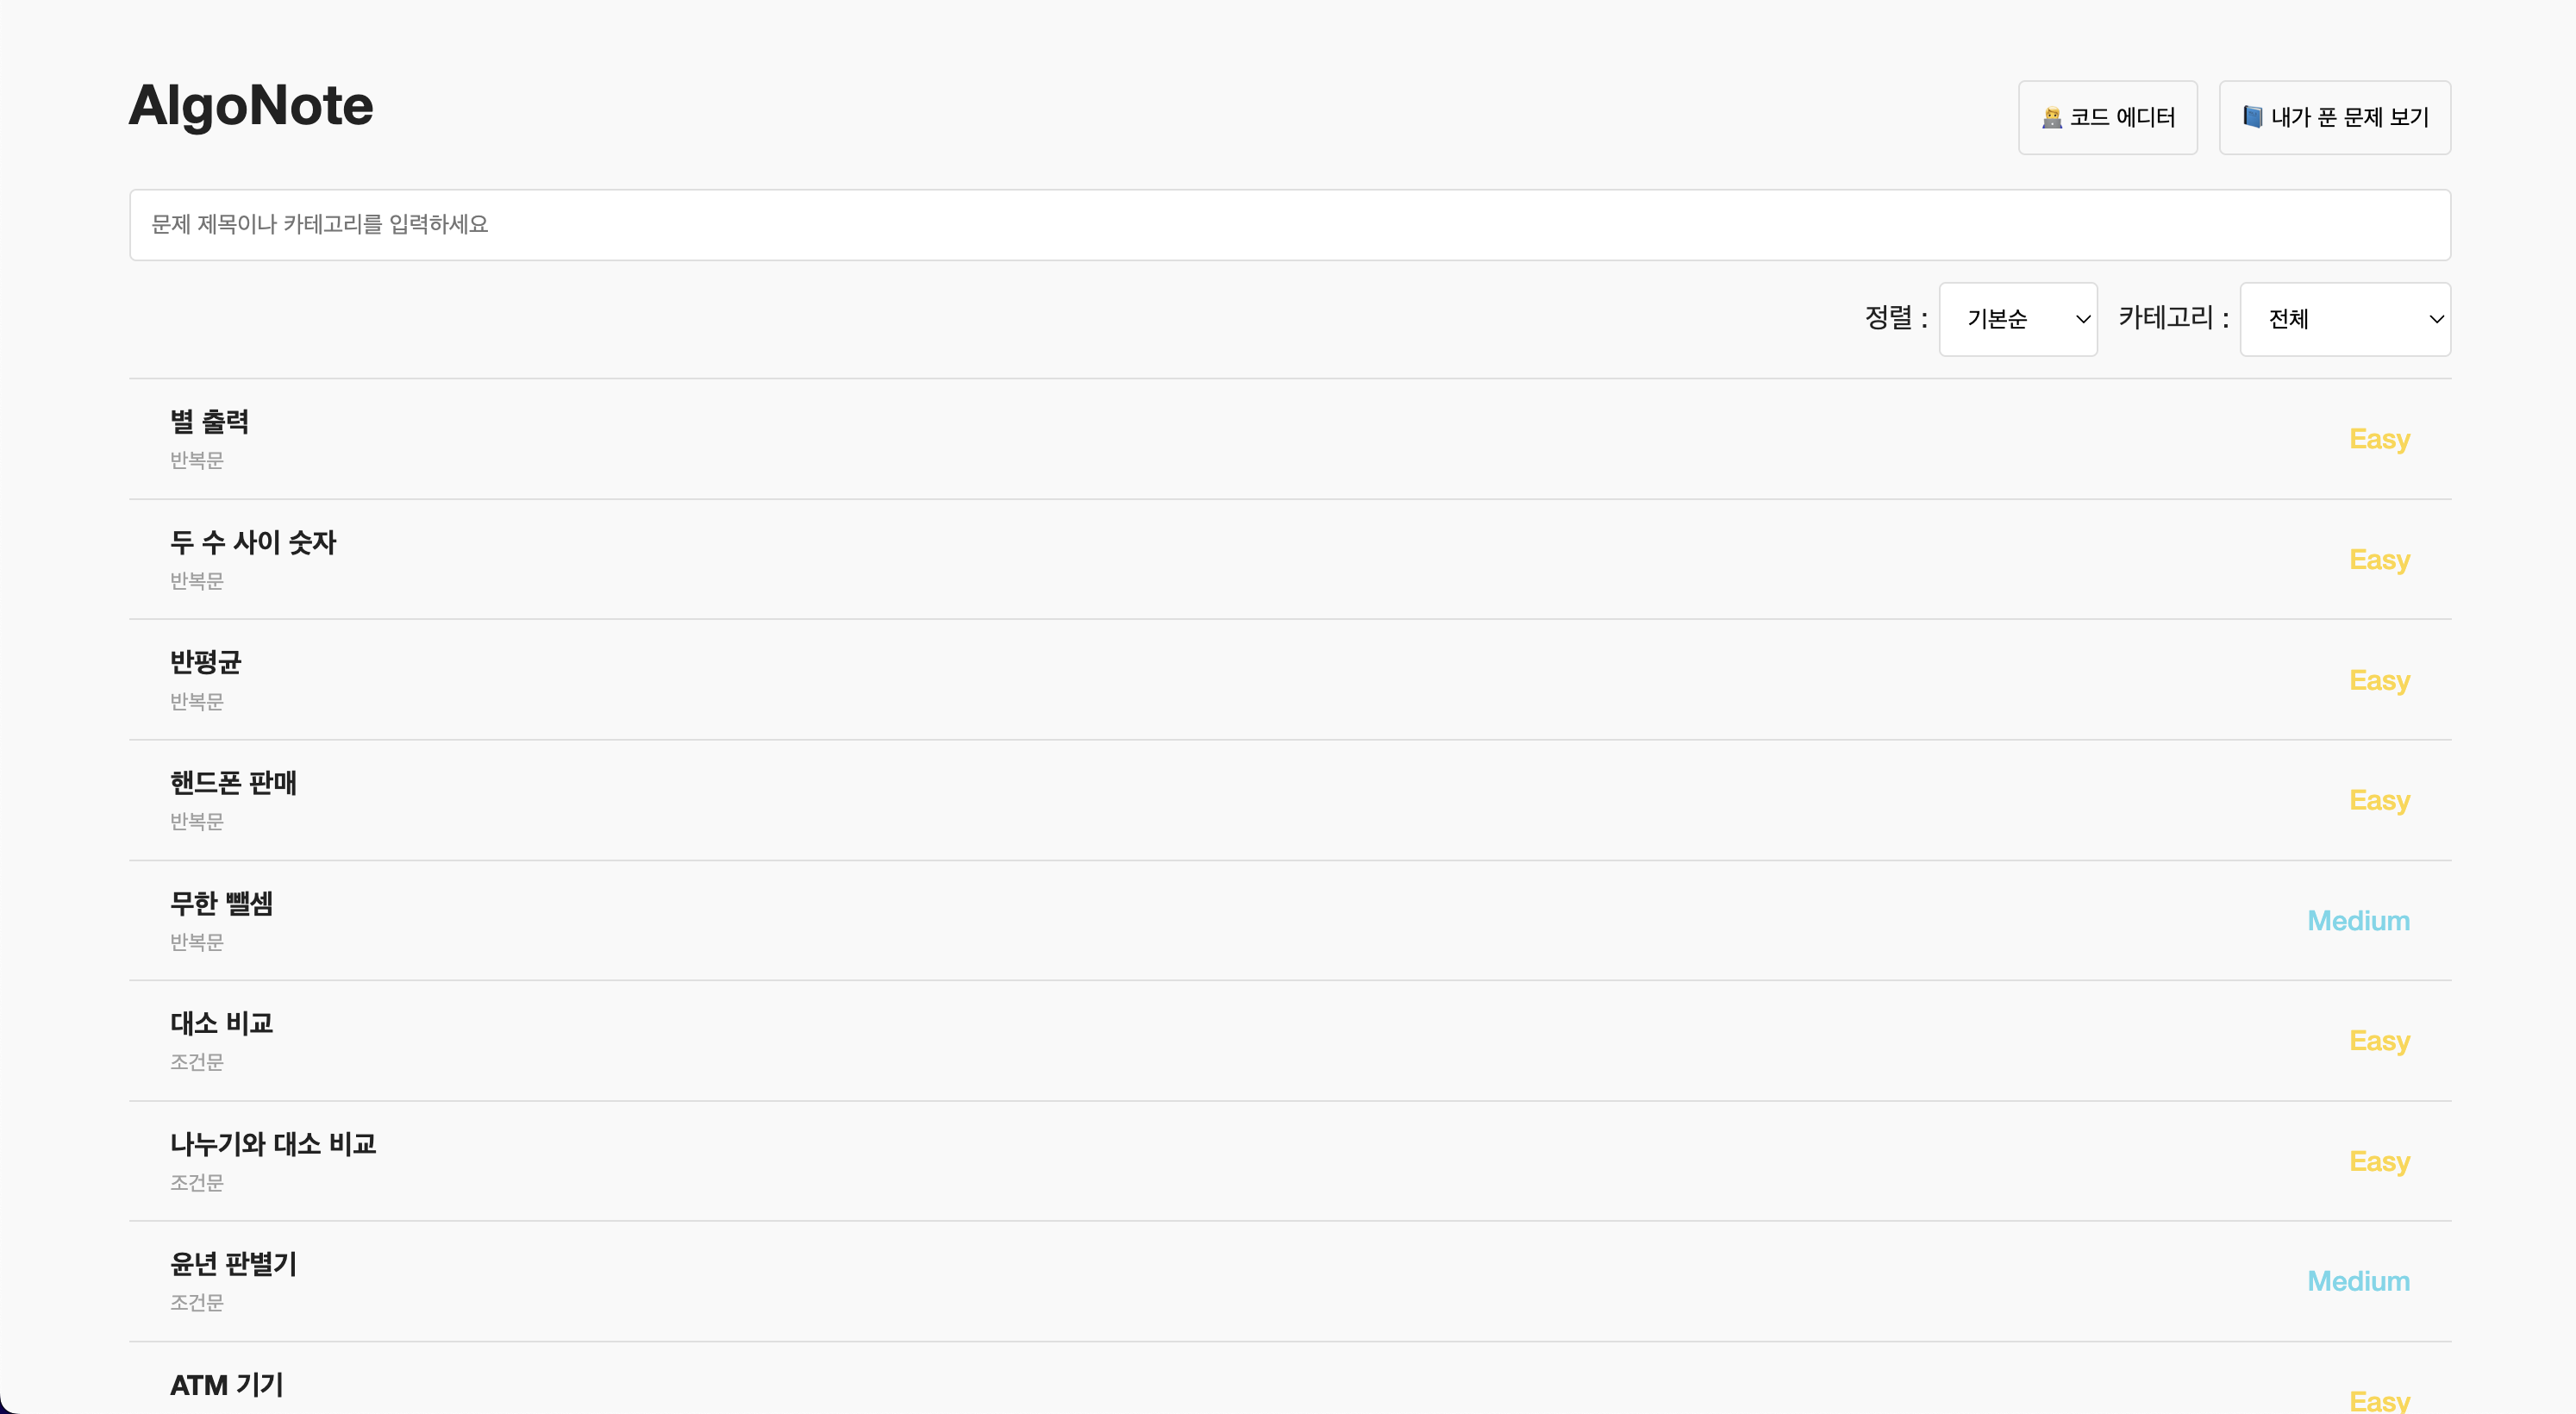 AlgoNote
🧑‍💻 코드 에디터
📘 내가 푼 문제 보기
문제 제목이나 카테고리를 입력하세요
정렬 : 기본순 카테고리 : 전체
별 출력
반복문
Easy
두 수 사이 숫자
반복문
Easy
반평균
반복문
Easy
핸드폰 판매
반복문
Easy
무한 뺄셈
반복문
Medium
대소 비교
조건문
Easy
나누기와 대소 비교
조건문
Easy
윤년 판별기
조건문
Medium
ATM 기기
Easy